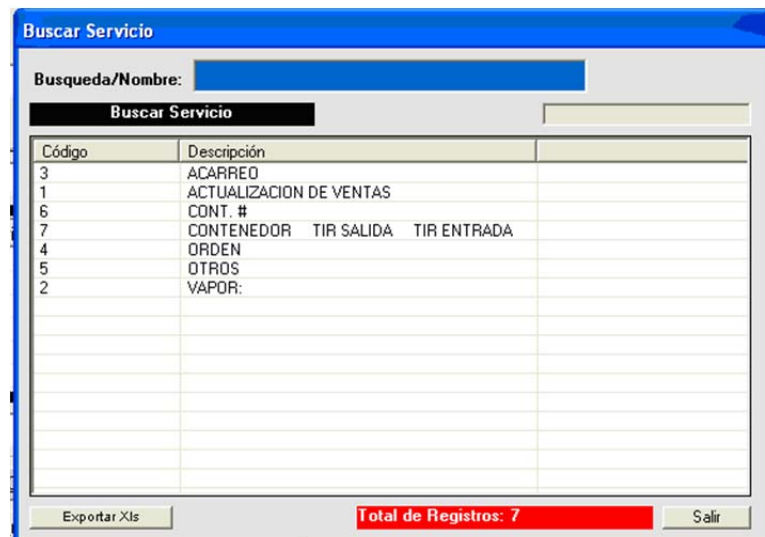 Buscar Servicio
Busqueda/Nombre:
Buscar Servicio
Código Descripción
3 ACARREO
1 ACTUALIZACION DE VENTAS
6 CONT. #
7 CONTENEDOR TIR SALIDA TIR ENTRADA
4 ORDEN
5 OTROS
2 VAPOR:
Exportar Xls Total de Registros: 7 Salir